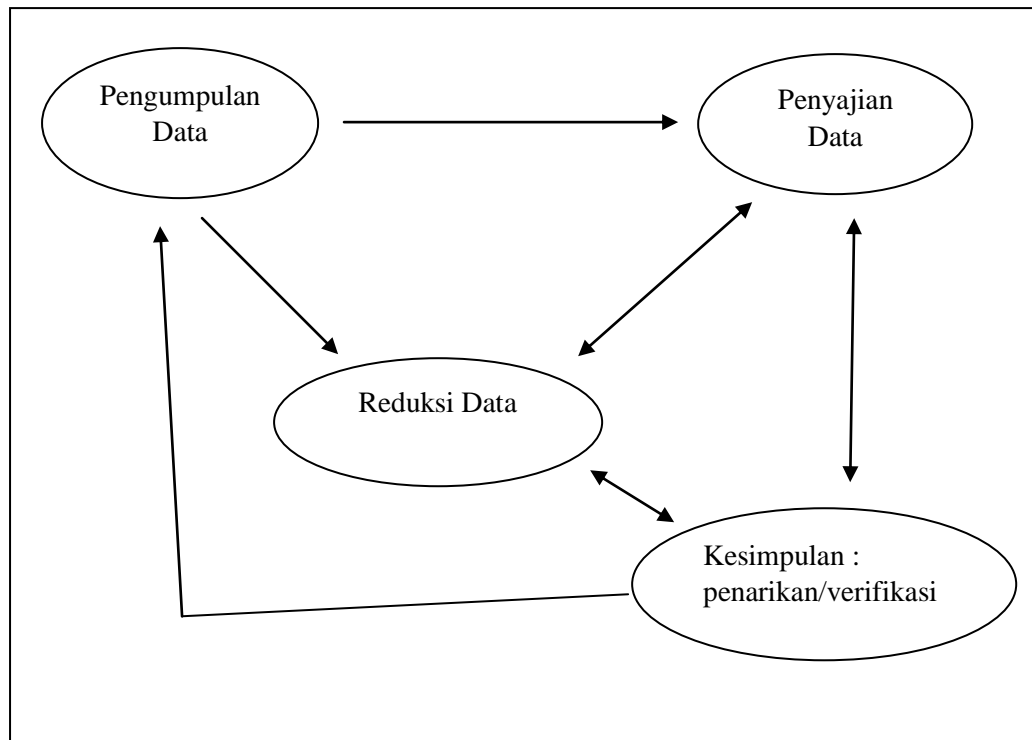 Pengumpulan
Data
Penyajian
Data
Reduksi Data
Kesimpulan :
penarikan/verifikasi